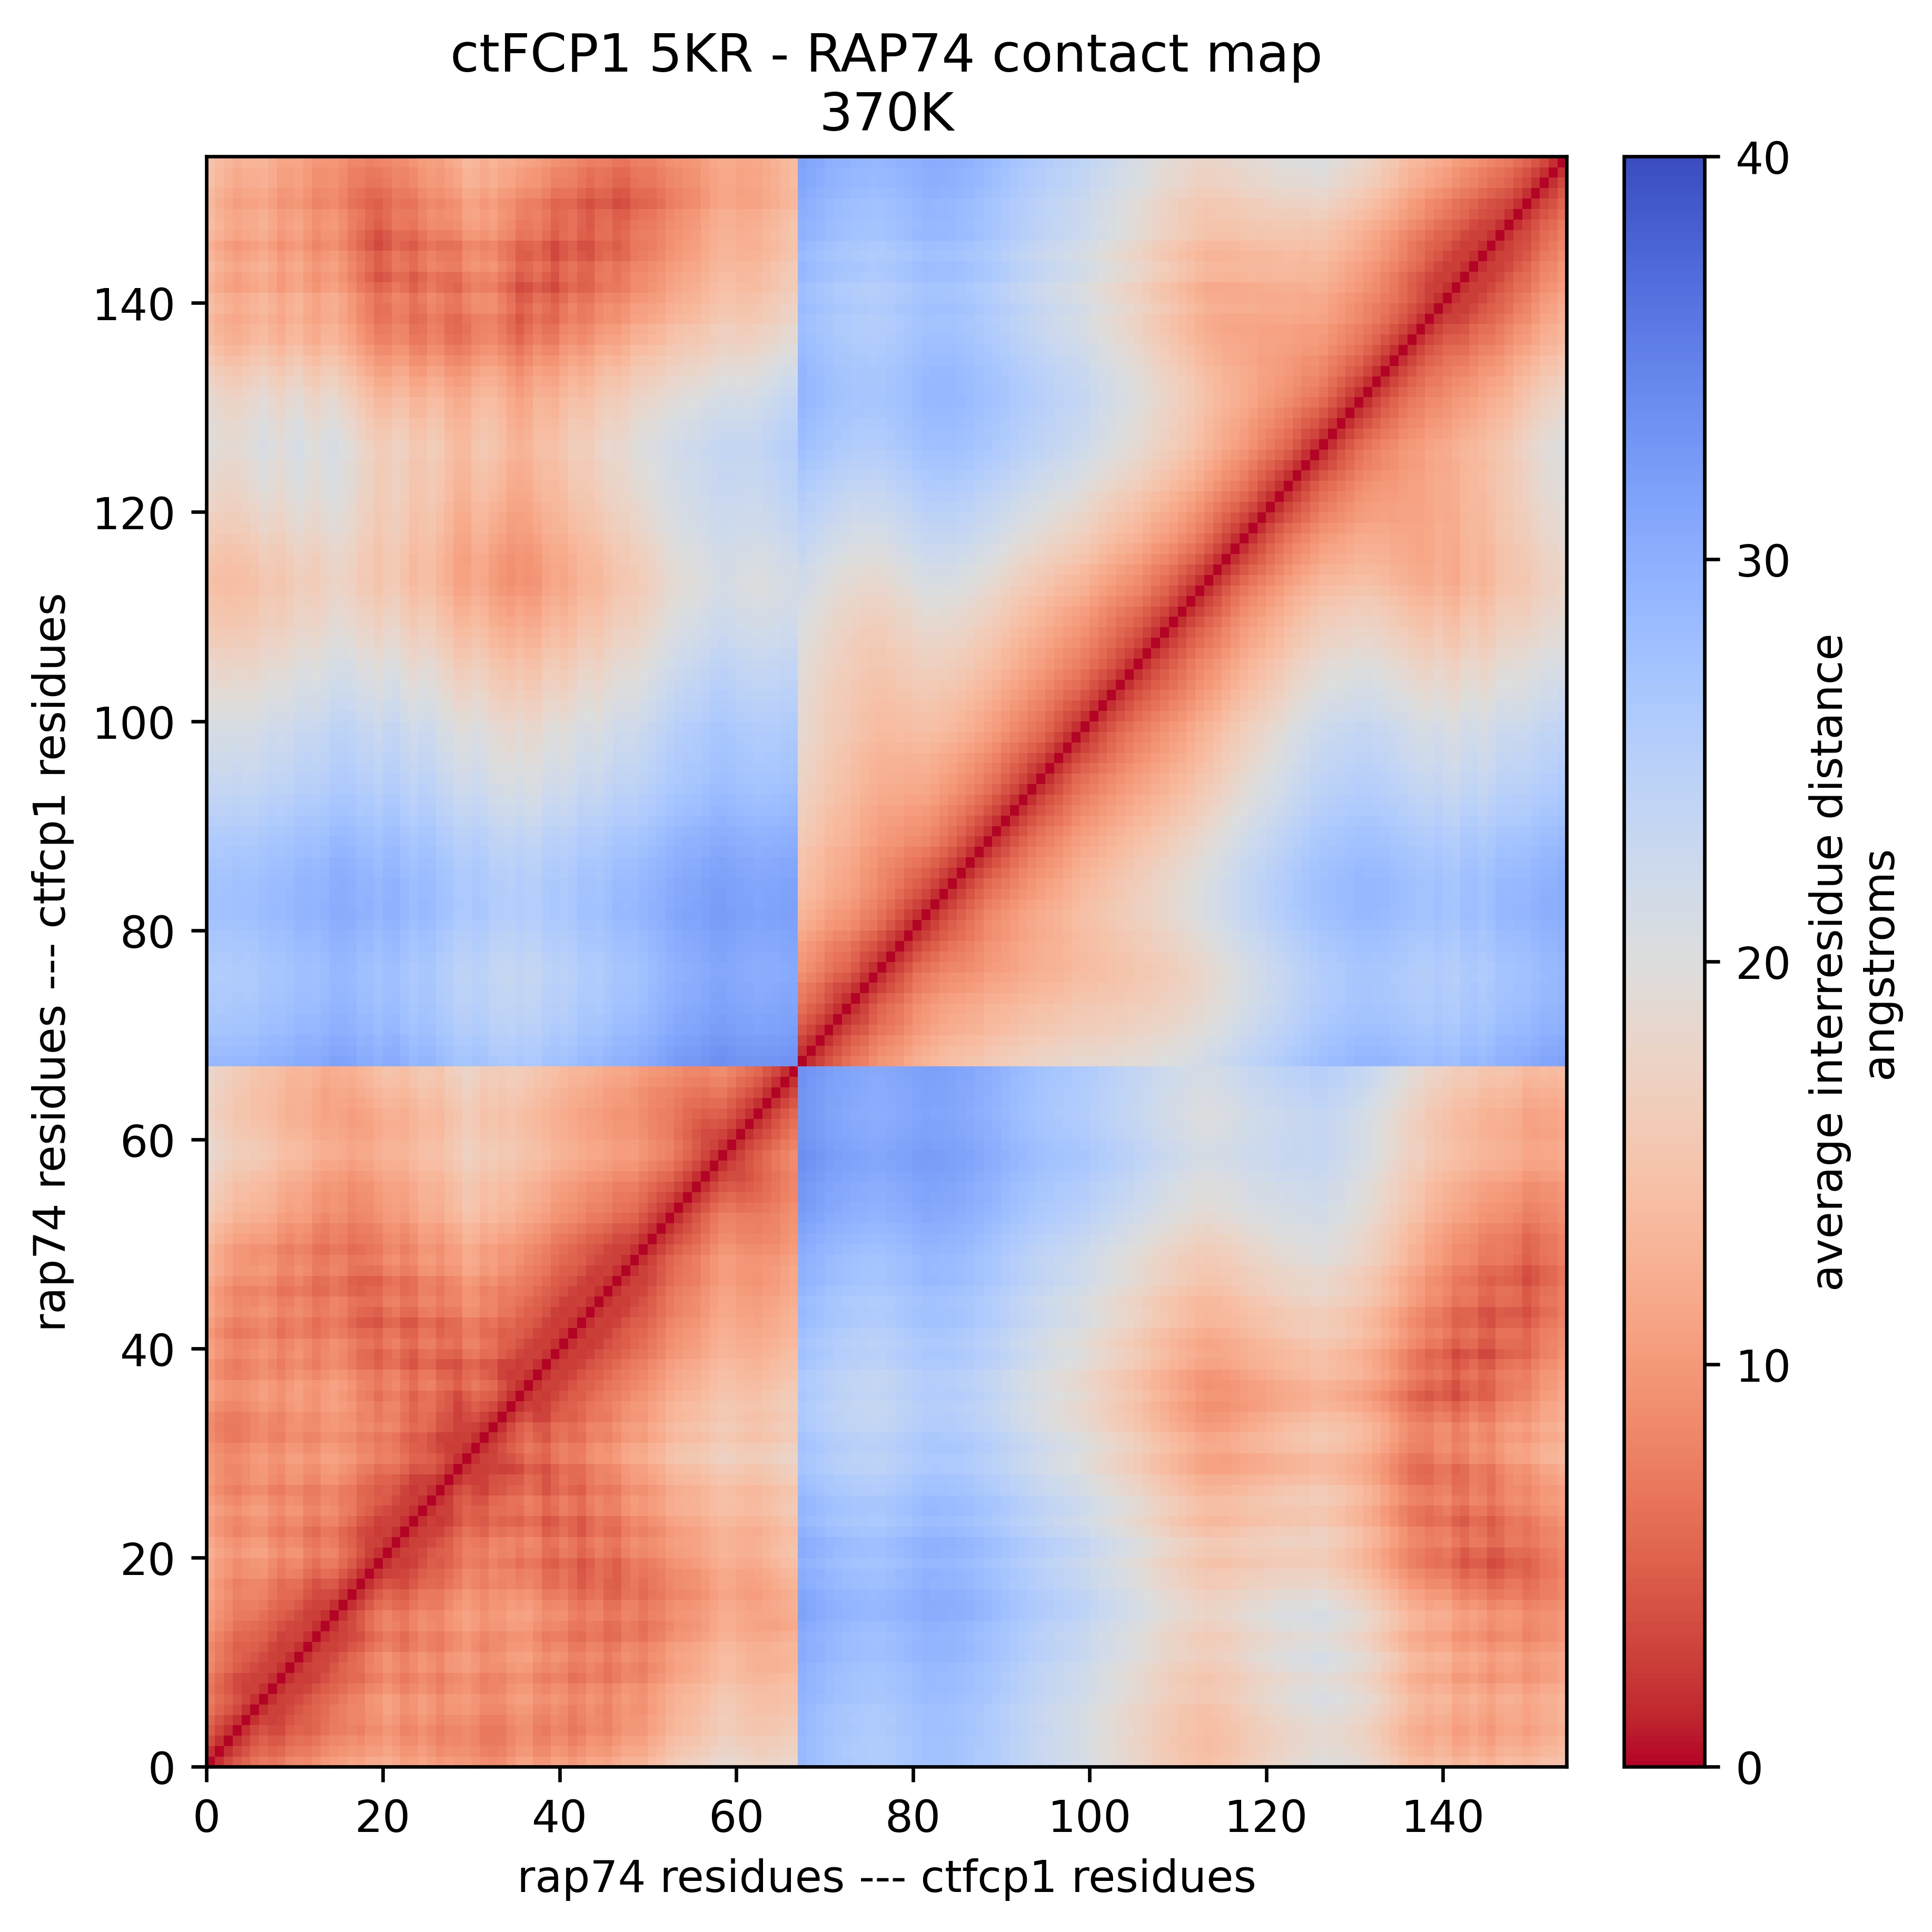 ctFCP1 5KR - RAP74 contact map
370K
rap74 residues --- ctfcp1 residues
140
120
100
80
60
40
20
0
0 20 40 60 80 100 120 140
rap74 residues --- ctfcp1 residues
40
30
20
10
0
average interresidue distance
angstroms